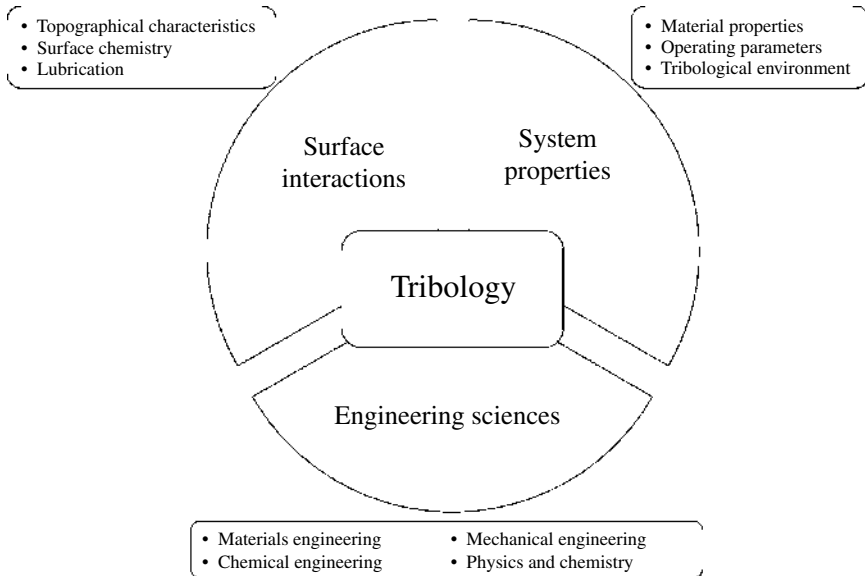 • Topographical characteristics
• Surface chemistry
• Lubrication
• Material properties
• Operating parameters
• Tribological environment
Surface
interactions
System
properties
Tribology
Engineering sciences
• Materials engineering
• Chemical engineering
• Mechanical engineering
• Physics and chemistry